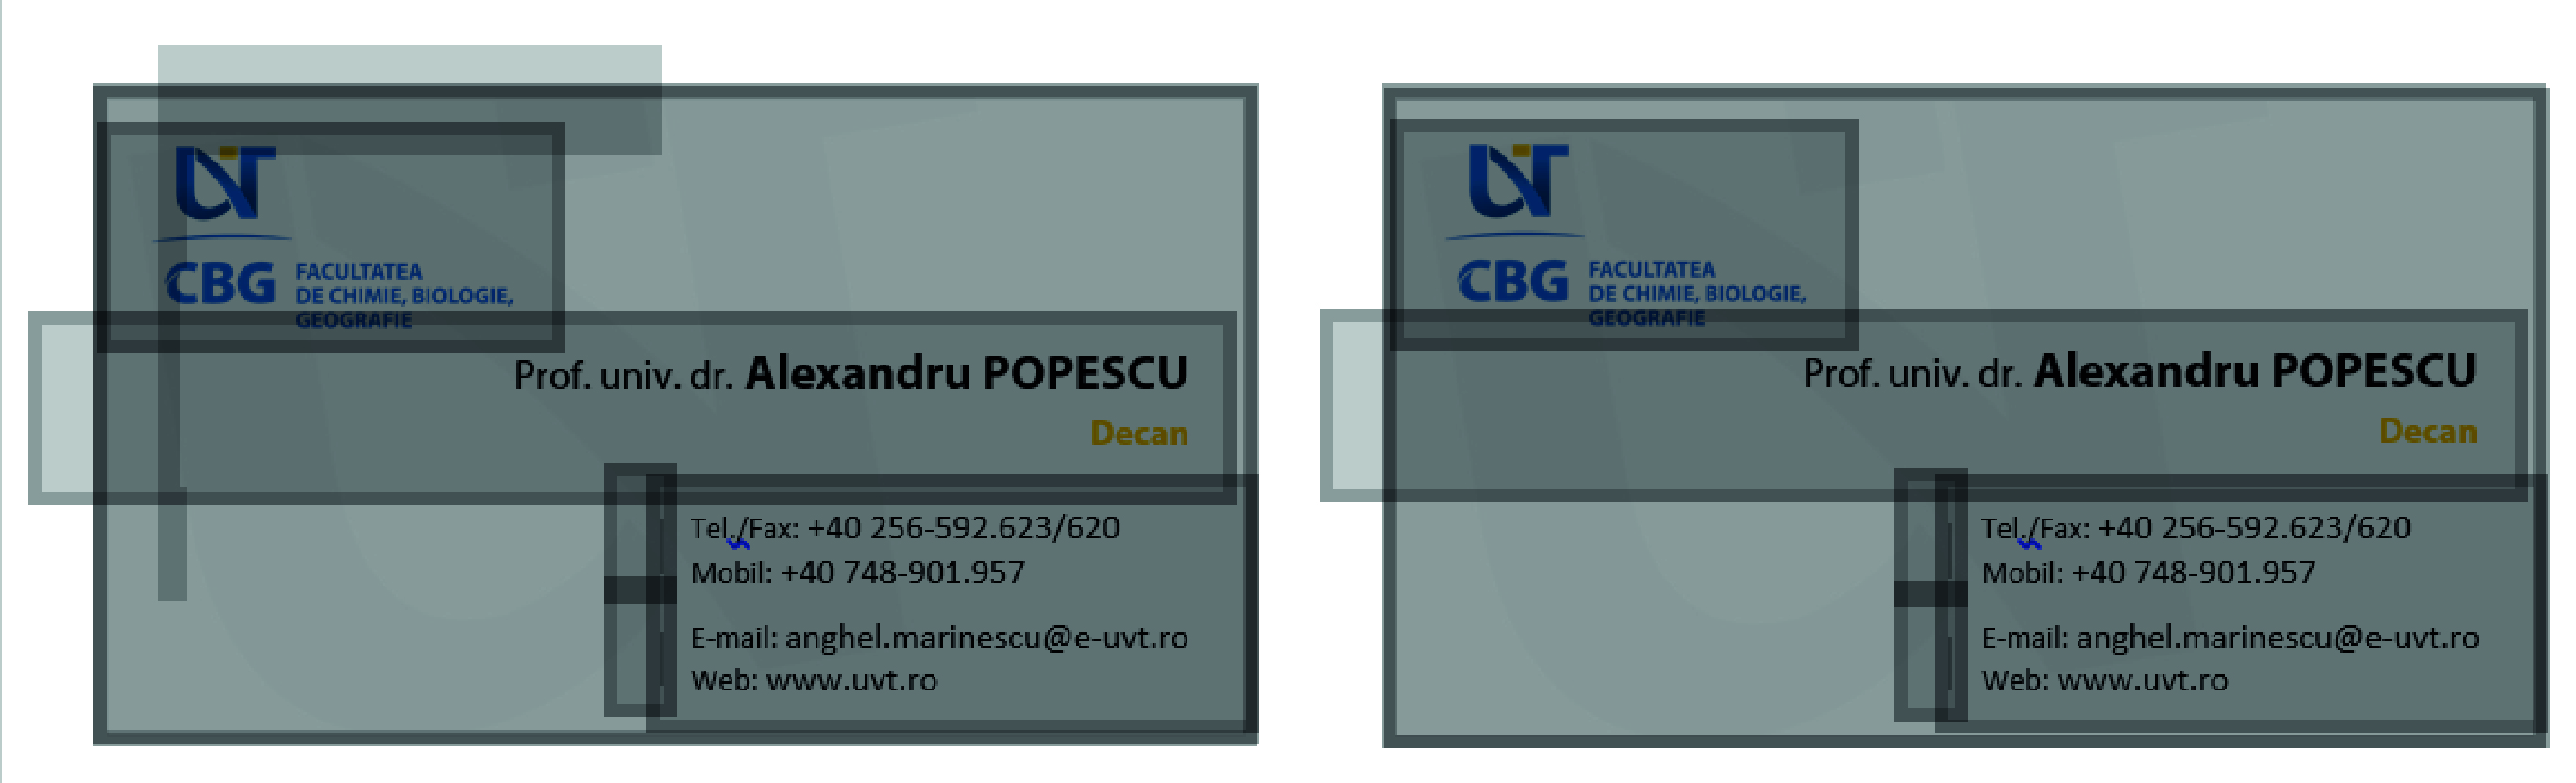 UVT
CBG FACULTATEA
DE CHIMIE, BIOLOGIE,
GEOGRAFIE
Prof. univ. dr. Alexandru POPESCU
Decan
Tel./Fax: +40 256-592.623/620
Mobil: +40 748-901.957
E-mail: anghel.marinescu@e-uvt.ro
Web: www.uvt.ro
UVT
CBG FACULTATEA
DE CHIMIE, BIOLOGIE,
GEOGRAFIE
Prof. univ. dr. Alexandru POPESCU
Decan
Tel./Fax: +40 256-592.623/620
Mobil: +40 748-901.957
E-mail: anghel.marinescu@e-uvt.ro
Web: www.uvt.ro